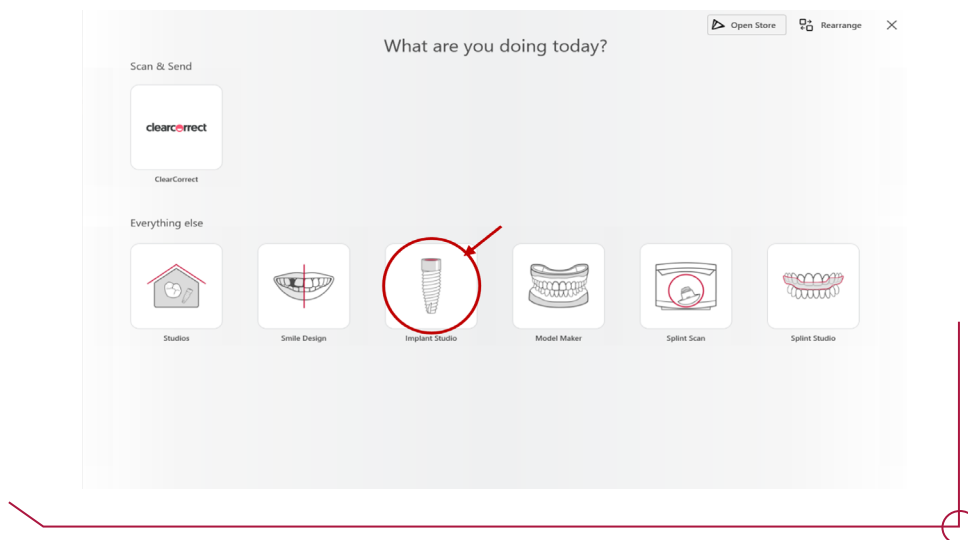 Open Store
Rearrange
What are you doing today?
Scan & Send
clearcorrect
ClearCorrect
Everything else
Studios
Smile Design
Implant Studio
Model Maker
Splint Scan
Splint Studio